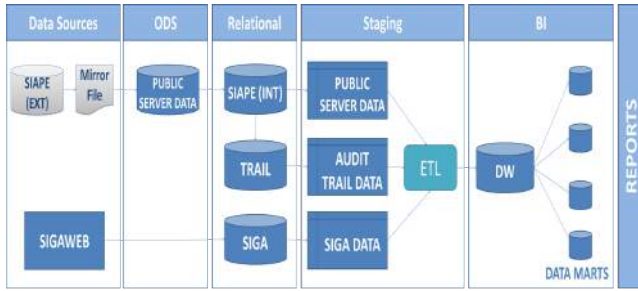 Data Sources
ODS
Relational
Staging
BI
SIAPE
(EXT)
Mirror
File
PUBLIC
SERVER DATA
SIAPE (INT)
PUBLIC
SERVER DATA
TRAIL
AUDIT
TRAIL DATA
ETL
DW
SIGAWEB
SIGA
SIGA DATA
DATA MARTS
REPORTS